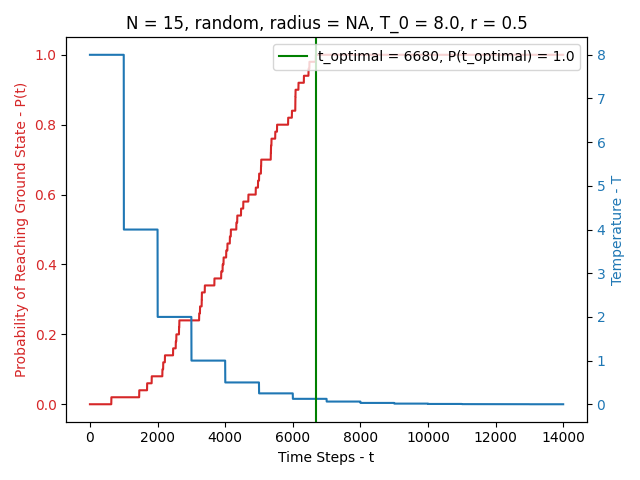 N = 15, random, radius = NA, T_0 = 8.0, r = 0.5
t_optimal = 6680, P(t_optimal) = 1.0
Probability of Reaching Ground State - P(t)
1.0
0.8
0.6
0.4
0.2
0.0
8
7
6
5
4
3
2
1
0
Temperature - T
0 2000 4000 6000 8000 10000 12000 14000
Time Steps - t